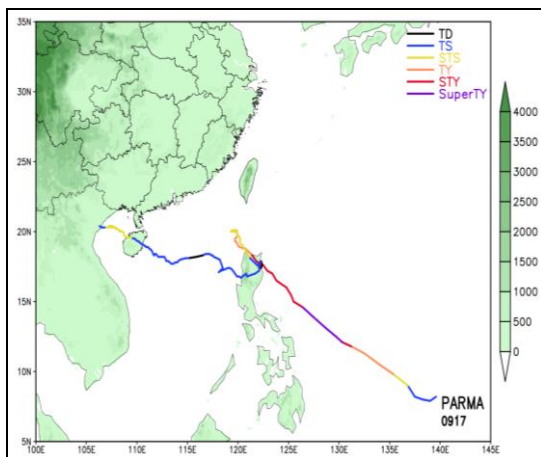 35N
30N
25N
20N
15N
10N
5N
100E 105E 110E 115E 120E 125E 130E 135E 140E 145E
TD
TS
STS
TY
STY
SuperTY
PARMA
0917
4000
3500
3000
2500
2000
1500
1000
500
0